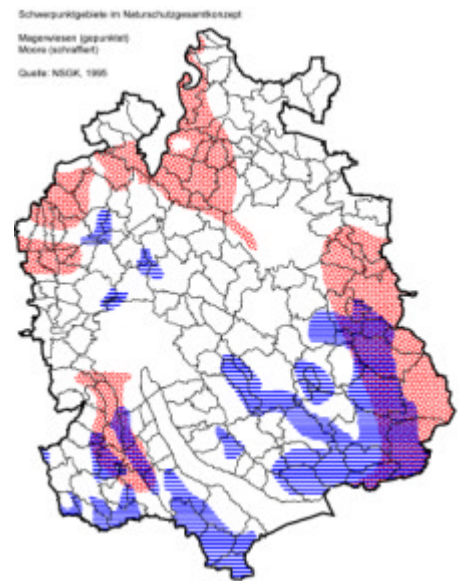 Schwerpunktgebiete im Naturschutzgesamtkonzept
Magerwiesen (gepunktet)
Moore (schraffiert)
Quelle: NSGK, 1995